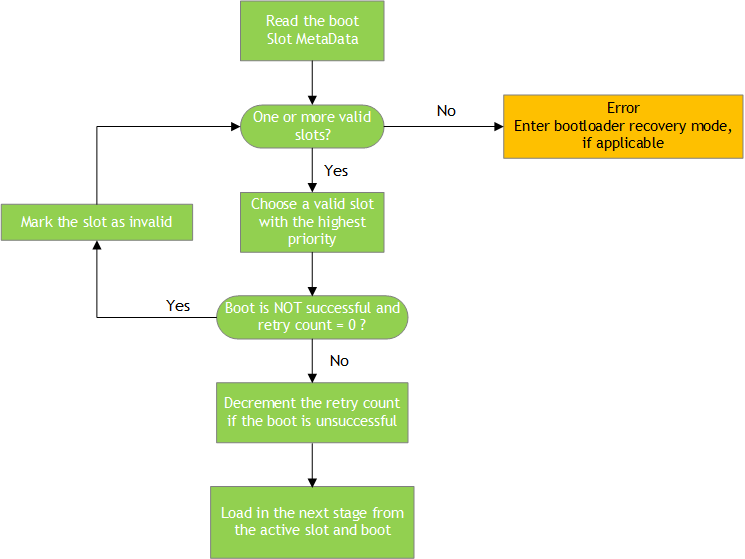 Read the boot
Slot MetaData
One or more valid
slots?
No
Error
Enter bootloader recovery mode,
if applicable
Yes
Choose a valid slot
with the highest
priority
Mark the slot as invalid
Boot is NOT successful and
retry count = 0 ?
Yes
No
Decrement the retry count
if the boot is unsuccessful
Load in the next stage from
the active slot and boot